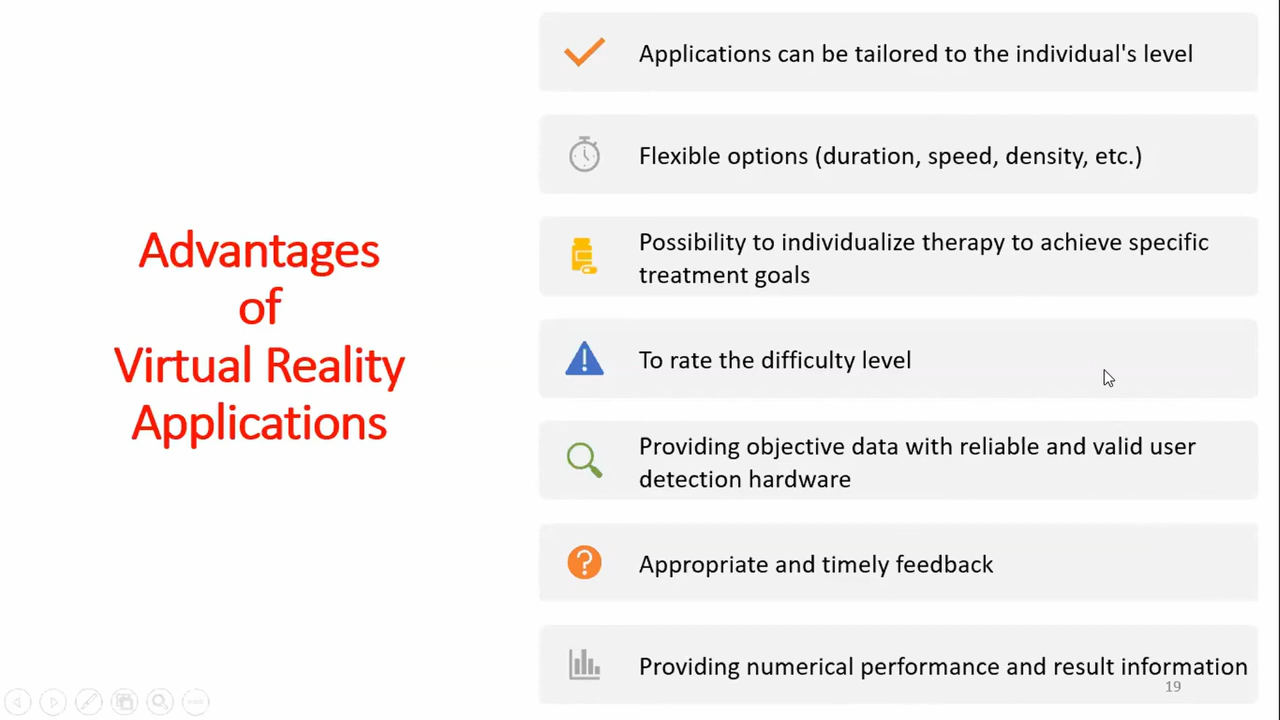 Advantages
of
Virtual Reality
Applications
Applications can be tailored to the individual's level
Flexible options (duration, speed, density, etc.)
Possibility to individualize therapy to achieve specific
treatment goals
To rate the difficulty level
Providing objective data with reliable and valid user
detection hardware
Appropriate and timely feedback
Providing numerical performance and result information
19